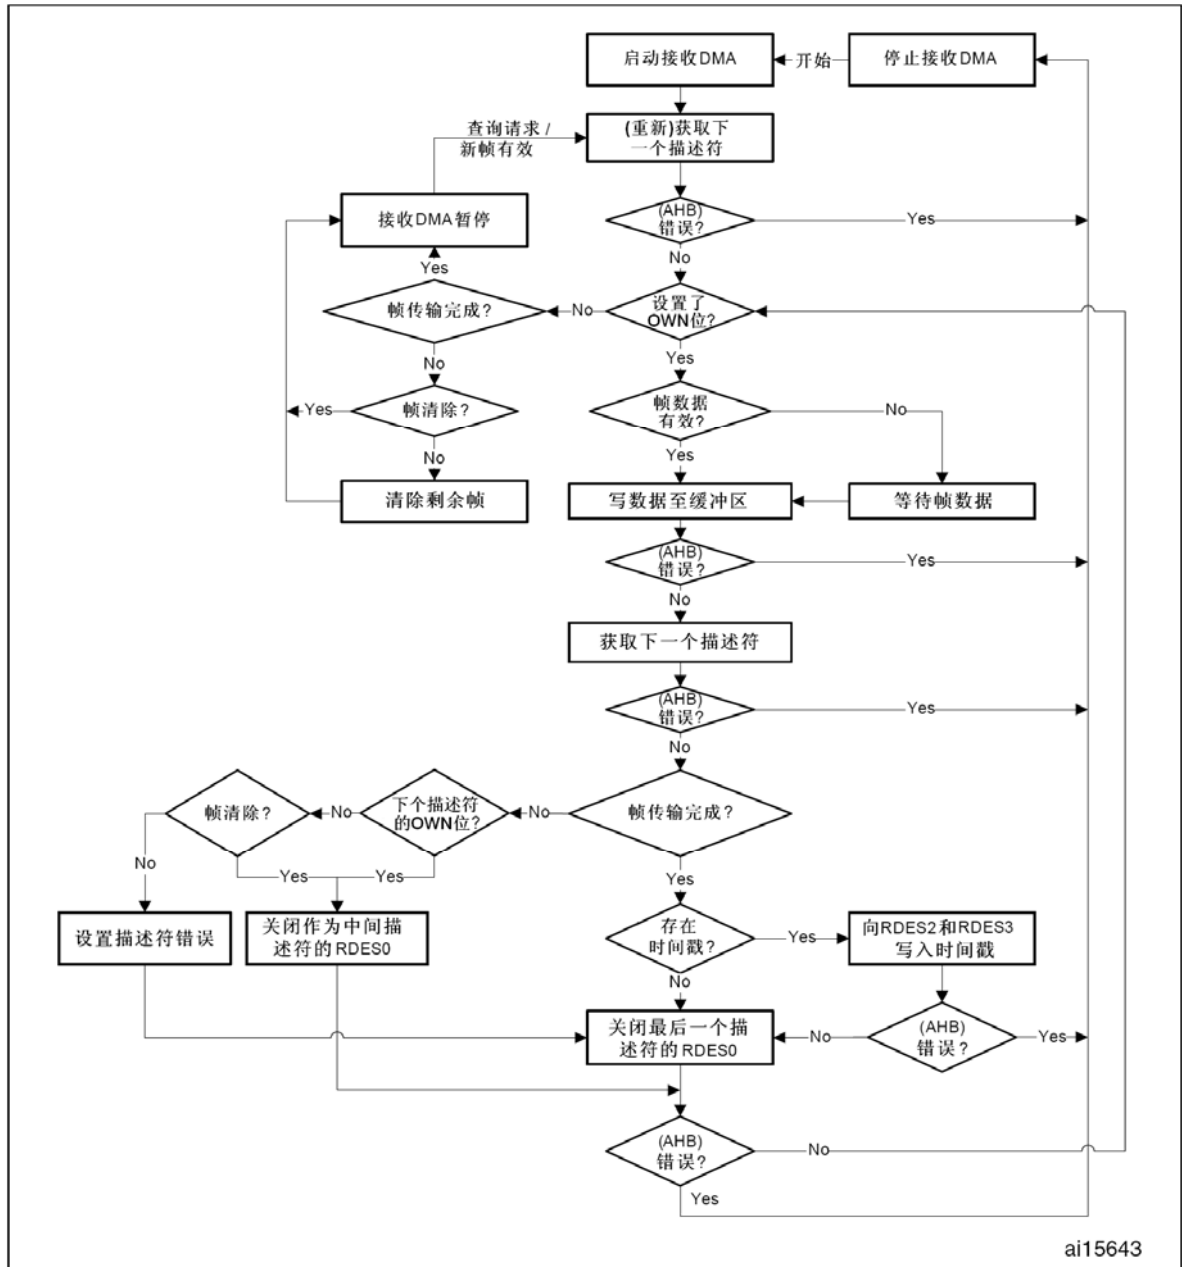 启动接收DMA
开始
停止接收DMA
查询请求 /
新帧有效
(重新)获取下
一个描述符
接收DMA暂停
(AHB)
错误?
Yes
No
Yes
帧传输完成?
No
设置了
OWN位?
No
Yes
帧清除?
Yes
帧数据
有效?
No
No
Yes
清除剩余帧
写数据至缓冲区
等待帧数据
(AHB)
错误?
Yes
No
获取下一个描述符
(AHB)
错误?
Yes
No
帧清除?
No
下个描述符
的OWN位?
No
帧传输完成?
No
Yes
Yes
Yes
设置描述符错误
关闭作为中间描
述符的RDES0
存在
时间戳?
Yes
向RDES2和RDES3
写入时间戳
No
关闭最后一个描
述符的RDES0
No
(AHB)
错误?
Yes
(AHB)
错误?
No
Yes
ai15643